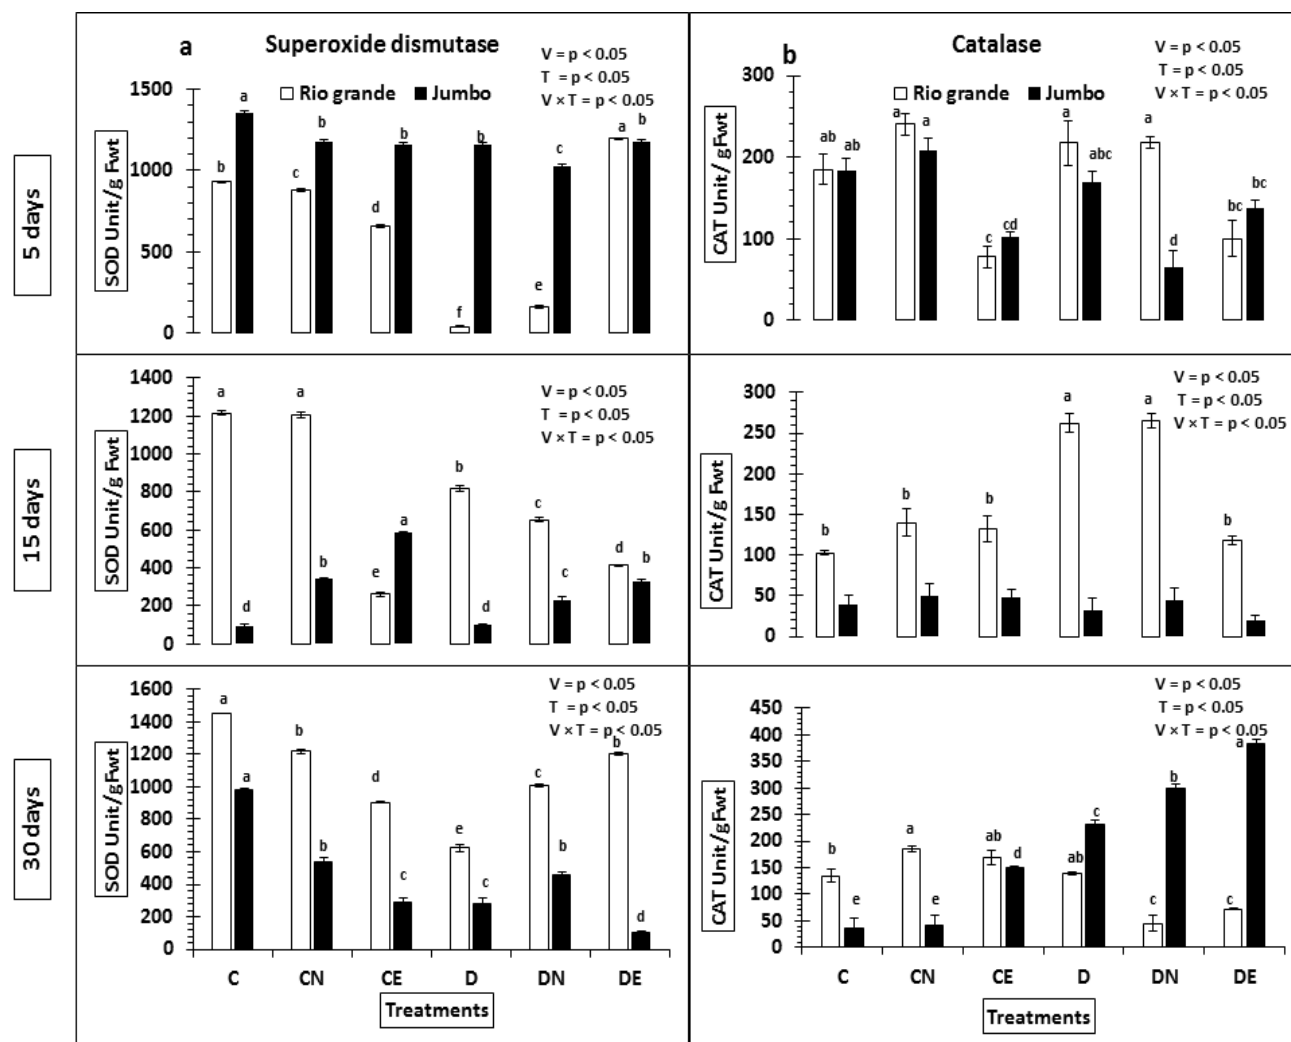 a Superoxide dismutase
V = p < 0.05
T = p < 0.05
V × T = p < 0.05
Rio grande Jumbo
5 days
SOD Unit/g Fwt
1500
1000
500
0
b a
c b
d b
f b
e c
a b
b Catalase
V = p < 0.05
T = p < 0.05
V × T = p < 0.05
Rio grande Jumbo
CAT Unit/ gFwt
300
200
100
0
ab ab
a a
c cd
a abc
a d
bc bc
15 days
SOD Unit/g Fwt
1400
1200
1000
800
600
400
200
0
V = p < 0.05
T = p < 0.05
V × T = p < 0.05
a d
a b
e a
b d
c c
d b
CAT Unit/g Fwt
300
250
200
150
100
50
0
V = p < 0.05
T = p < 0.05
V × T = p < 0.05
b
b
b
a
a
b
30 days
SOD Unit/gFwt
1600
1400
1200
1000
800
600
400
200
0
V = p < 0.05
T = p < 0.05
V × T = p < 0.05
a a
b b
d c
e c
c b
b d
C CN CE D DN DE
Treatments
CAT Unit/gFwt
450
400
350
300
250
200
150
100
50
0
V = p < 0.05
T = p < 0.05
V × T = p < 0.05
b e
a e
ab d
ab c
c b
c a
C CN CE D DN DE
Treatments